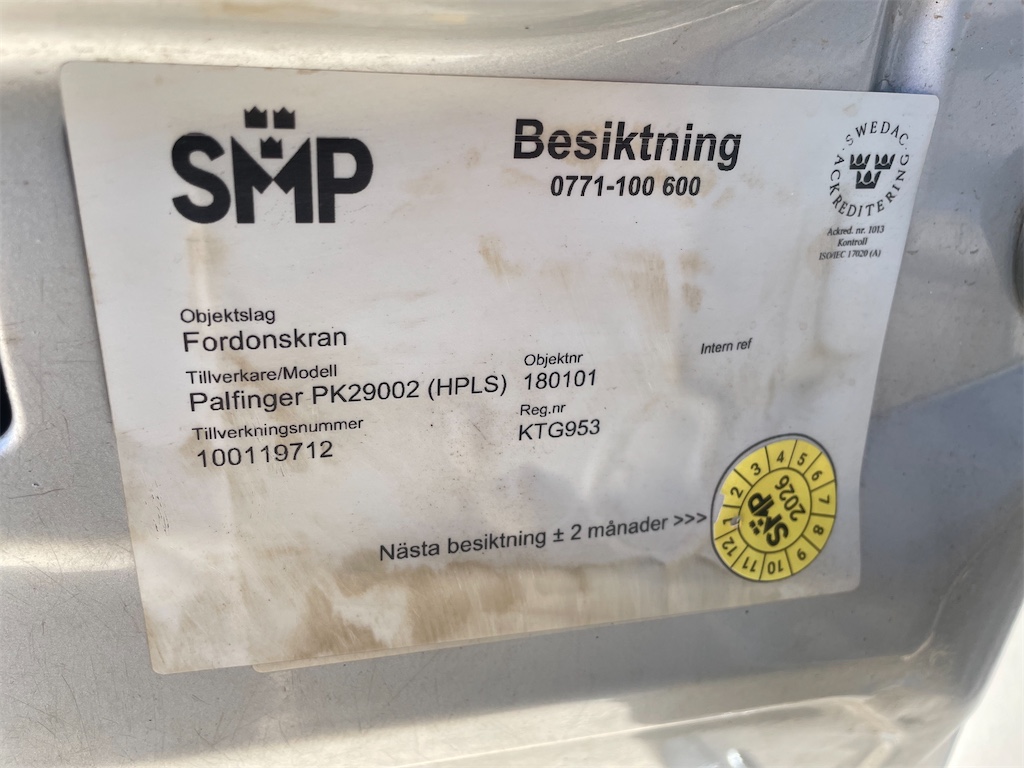 SMP
Besiktning
0771-100 600
SWEDAC
ACKREDITERING
Ackred. nr. 1013
Kontroll
ISO/IEC 17020 (A)
Objektslag
Fordonskran
Tillverkare/Modell
Palfinger PK29002 (HPLS)
Tillverkningsnummer
100119712
Objektnr
180101
Reg.nr
KTG953
Intern ref
Nästa besiktning ± 2 månader >>>
1 2 3 4 5 6 7 8 9 10 11 12
SMP
2026